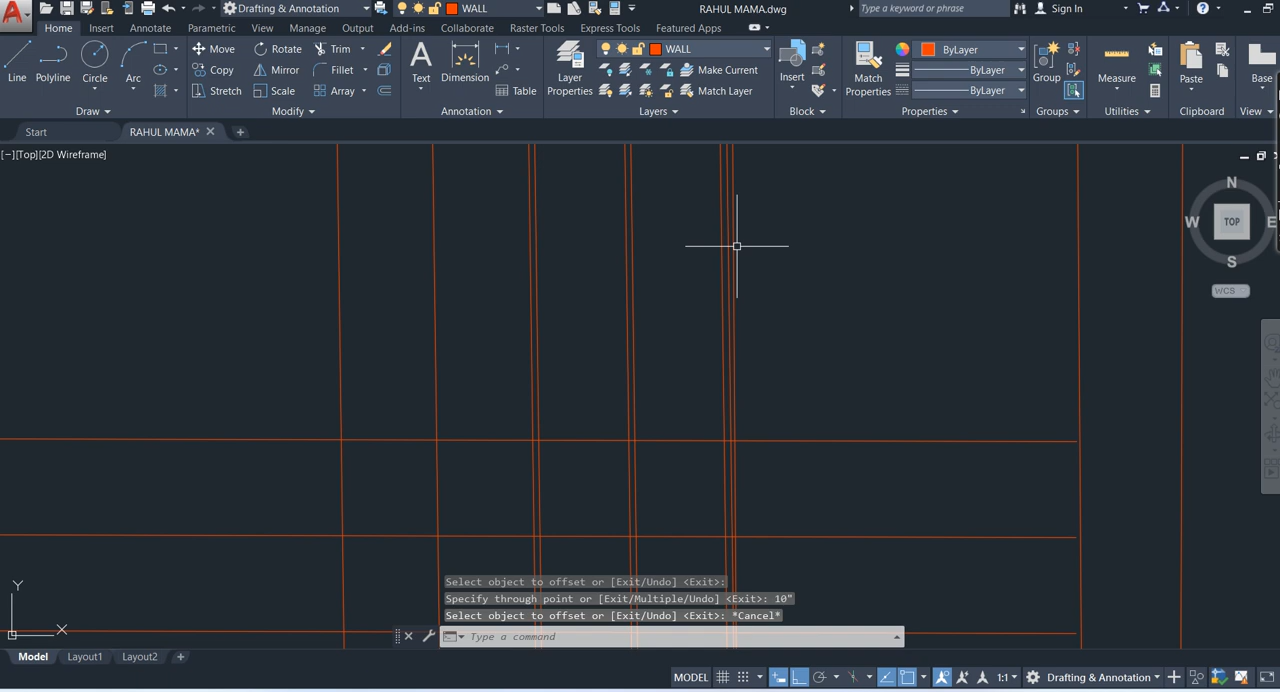 Drafting & Annotation WALL RAHUL MAMA.dwg Type a keyword or phrase Sign In
Home Insert Annotate Parametric View Manage Output Add-ins Collaborate Raster Tools Express Tools Featured Apps
Move Rotate Trim WALL ByLayer
Line Polyline Circle Arc Copy Mirror Fillet Text Dimension Layer Properties Make Current Insert Match Properties ByLayer Group Measure Paste Base
Stretch Scale Array Table Match Layer ByLayer
Draw Modify Annotation Layers Block Properties Groups Utilities Clipboard View
Start RAHUL MAMA*
[−][Top][2D Wireframe]
N
W TOP E
S
WCS
Select object to offset or [Exit/Undo] <Exit>:
Y Specify through point or [Exit/Multiple/Undo] <Exit>: 10"
Select object to offset or [Exit/Undo] <Exit>: *Cancel*
X Type a command
Model Layout1 Layout2
MODEL 1:1 Drafting & Annotation